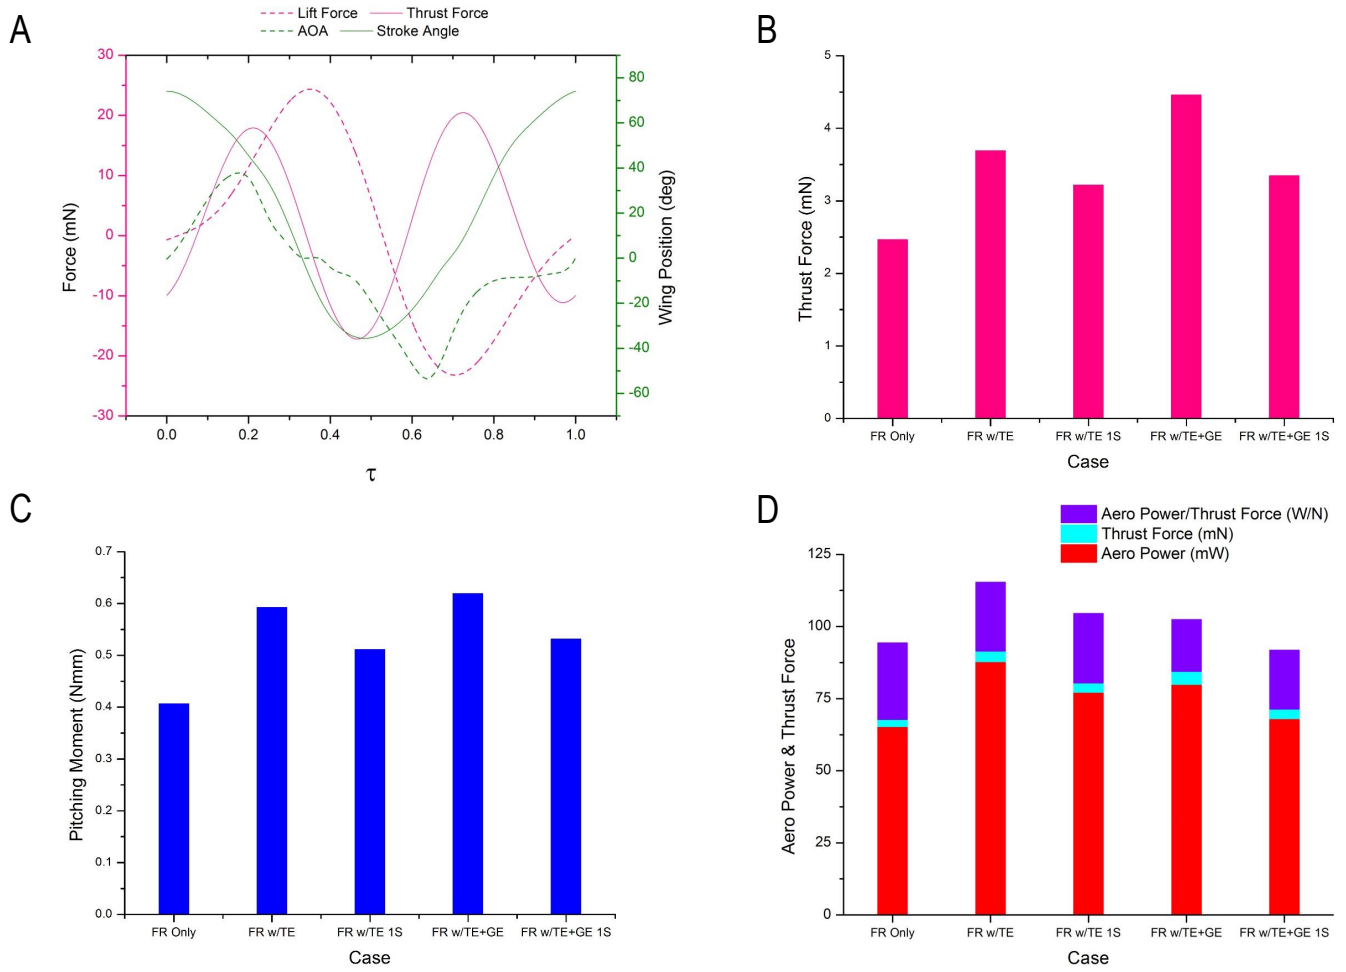 A
Lift Force Thrust Force
AOA Stroke Angle
30
20
10
0
-10
-20
-30
Force (mN)
80
60
40
20
0
-20
-40
-60
Wing Position (deg)
0.0 0.2 0.4 0.6 0.8 1.0
τ
B
5
4
3
2
1
0
Thrust Force (mN)
FR Only FR w/TE FR w/TE 1S FR w/TE+GE FR w/TE+GE 1S
Case
C
0.7
0.6
0.5
0.4
0.3
0.2
0.1
0.0
Pitching Moment (Nmm)
FR Only FR w/TE FR w/TE 1S FR w/TE+GE FR w/TE+GE 1S
Case
D
Aero Power/Thrust Force (W/N)
Thrust Force (mN)
Aero Power (mW)
125
100
75
50
25
0
Aero Power & Thrust Force
FR Only FR w/TE FR w/TE 1S FR w/TE+GE FR w/TE+GE 1S
Case